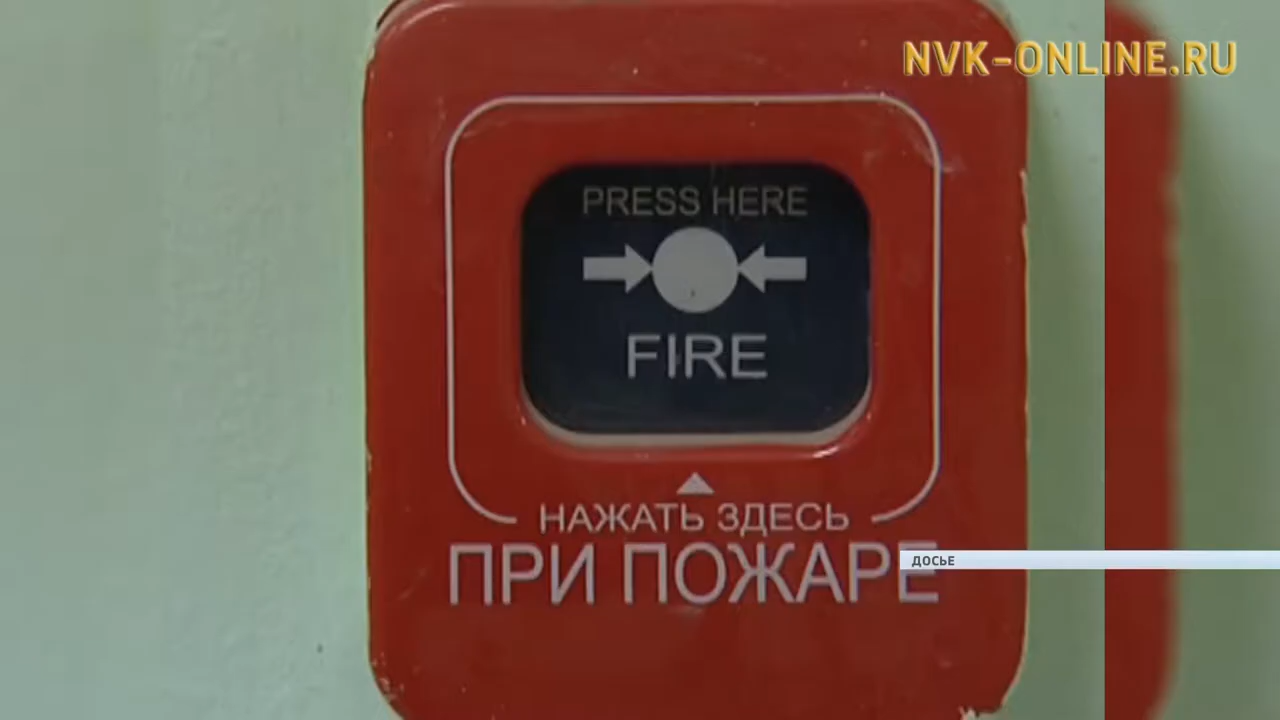 NVK-ONLINE.RU
PRESS HERE
FIRE
НАЖАТЬ ЗДЕСЬ
ПРИ ПОЖАРЕ
ДОСЬЕ